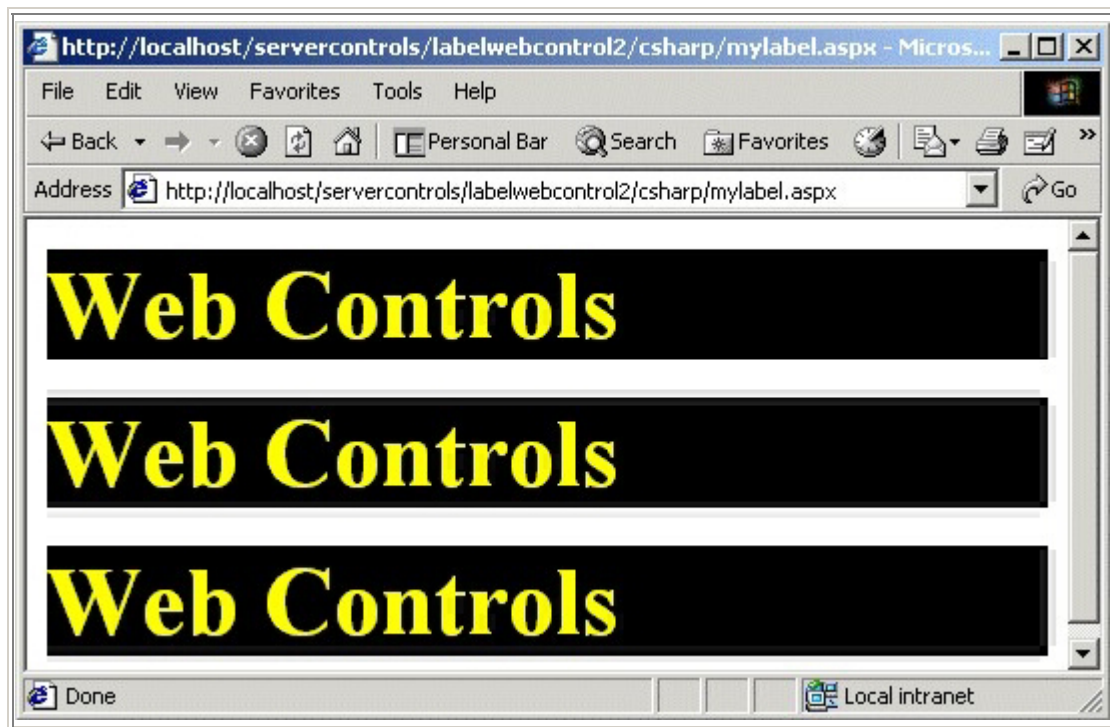 http://localhost/servercontrols/labelwebcontrol2/csharp/mylabel.aspx - Micros...
File Edit View Favorites Tools Help
Back Personal Bar Search Favorites »
Address http://localhost/servercontrols/labelwebcontrol2/csharp/mylabel.aspx Go
Web Controls
Web Controls
Web Controls
Done Local intranet